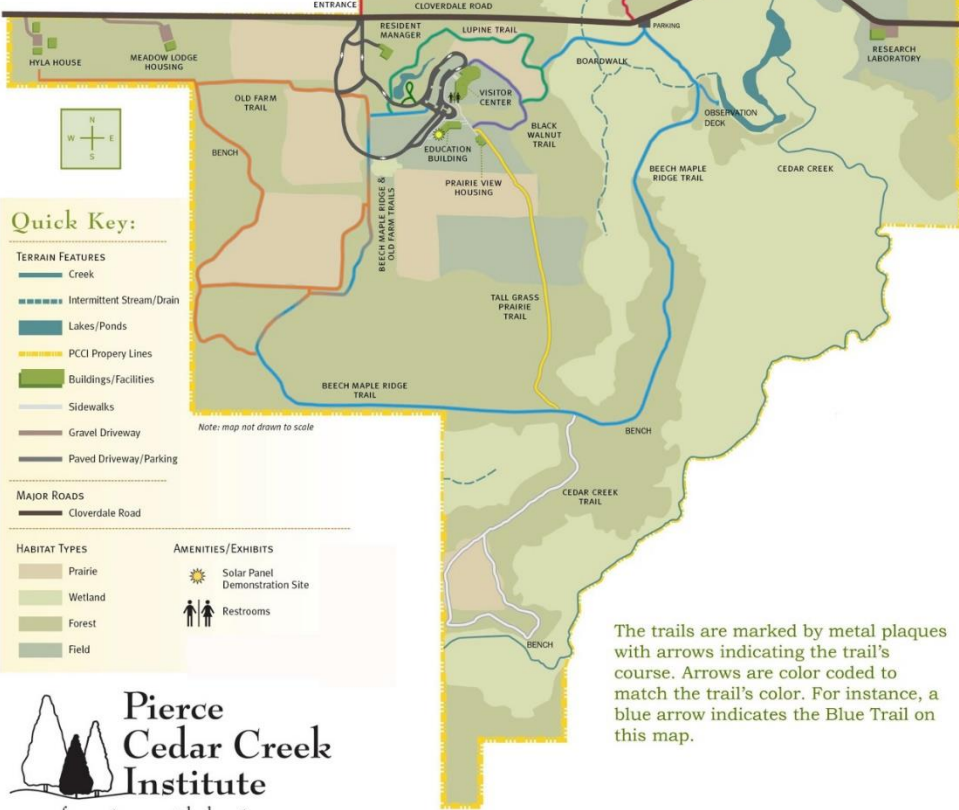 ENTRANCE
CLOVERDALE ROAD
RESIDENT
MANAGER
LUPINE TRAIL
PARKING
HYLA HOUSE
MEADOW LODGE
HOUSING
BOARDWALK
RESEARCH
LABORATORY
OLD FARM
TRAIL
VISITOR
CENTER
OBSERVATION
DECK
N
W E
S
BENCH
EDUCATION
BUILDING
BLACK
WALNUT
TRAIL
PRAIRIE VIEW
HOUSING
BEECH MAPLE
RIDGE TRAIL
CEDAR CREEK
BEECH MAPLE RIDGE &
OLD FARM TRAILS
TALL GRASS
PRAIRIE
TRAIL
BEECH MAPLE RIDGE
TRAIL
BENCH
CEDAR CREEK
TRAIL
BENCH
Quick Key:
TERRAIN FEATURES
Creek
Intermittent Stream/Drain
Lakes/Ponds
PCCI Propery Lines
Buildings/Facilities
Sidewalks
Gravel Driveway
Paved Driveway/Parking
Note: map not drawn to scale
MAJOR ROADS
Cloverdale Road
HABITAT TYPES
Prairie
Wetland
Forest
Field
AMENITIES/EXHIBITS
Solar Panel
Demonstration Site
Restrooms
The trails are marked by metal plaques
with arrows indicating the trail's
course. Arrows are color coded to
match the trail's color. For instance, a
blue arrow indicates the Blue Trail on
this map.
Pierce
Cedar Creek
Institute